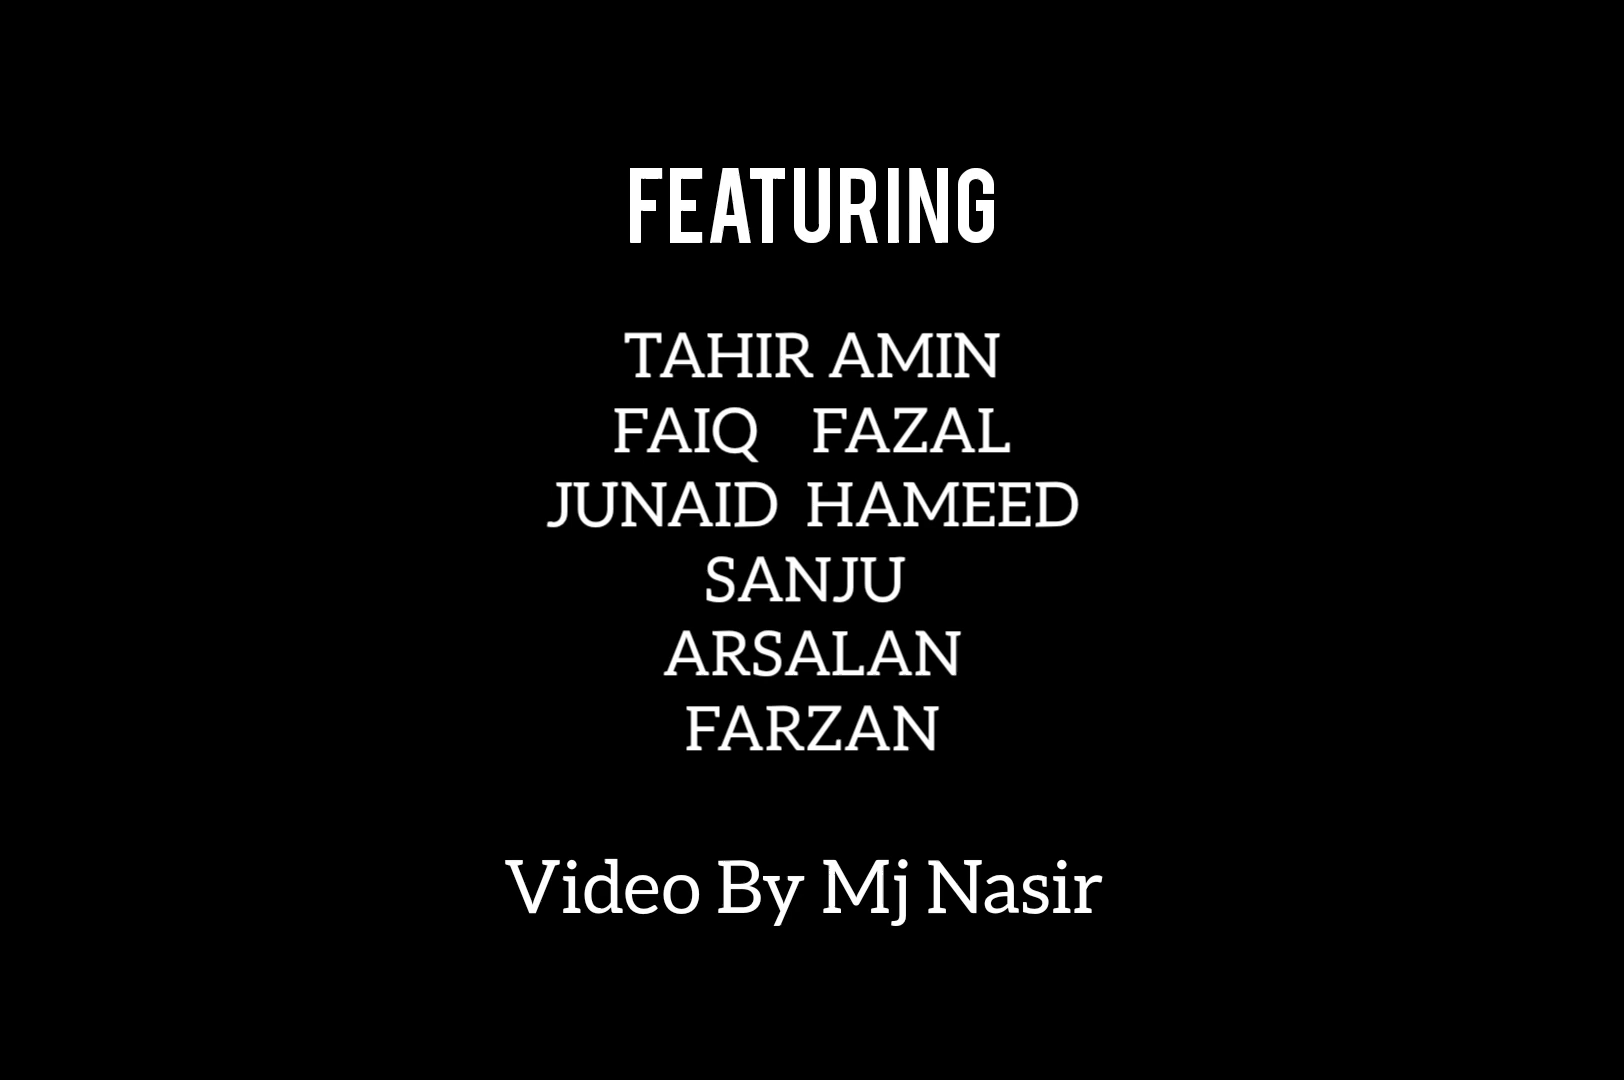 FEATURING
TAHIR AMIN
FAIQ FAZAL
JUNAID HAMEED
SANJU
ARSALAN
FARZAN
Video By Mj Nasir